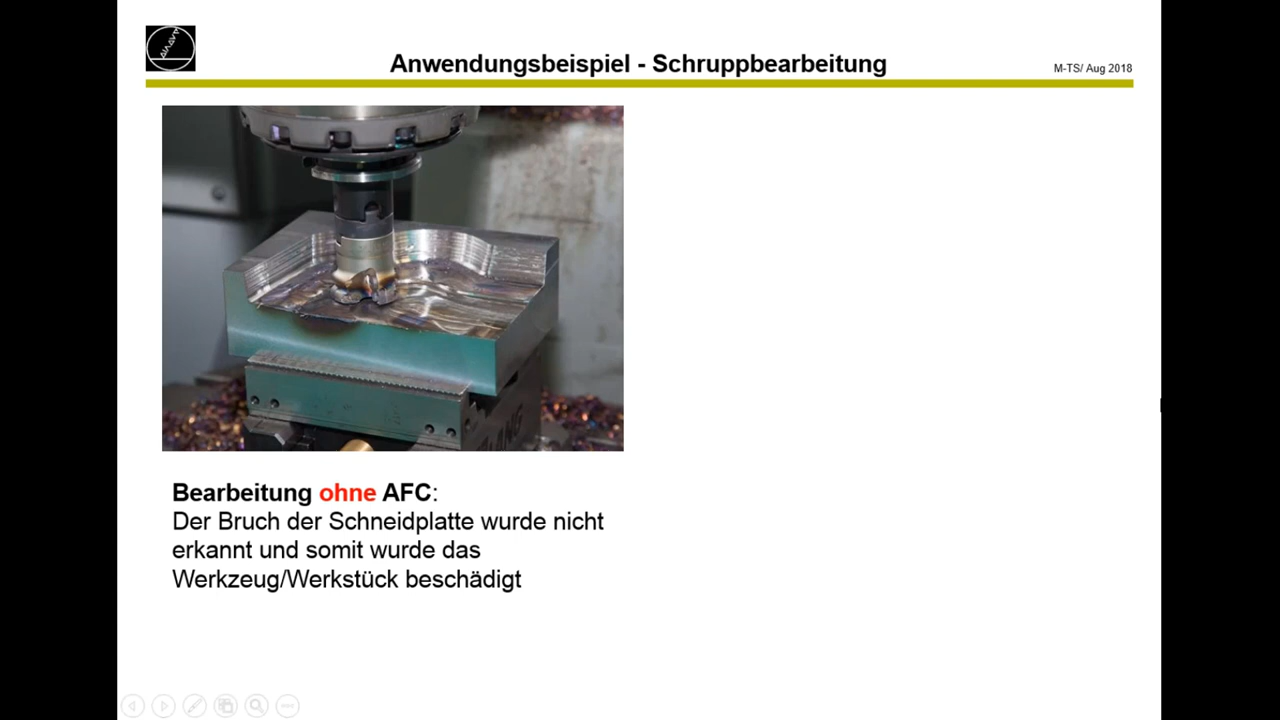 Anwendungsbeispiel - Schruppbearbeitung
M-TS/ Aug 2018
Bearbeitung ohne AFC:
Der Bruch der Schneidplatte wurde nicht
erkannt und somit wurde das
Werkzeug/Werkstück beschädigt